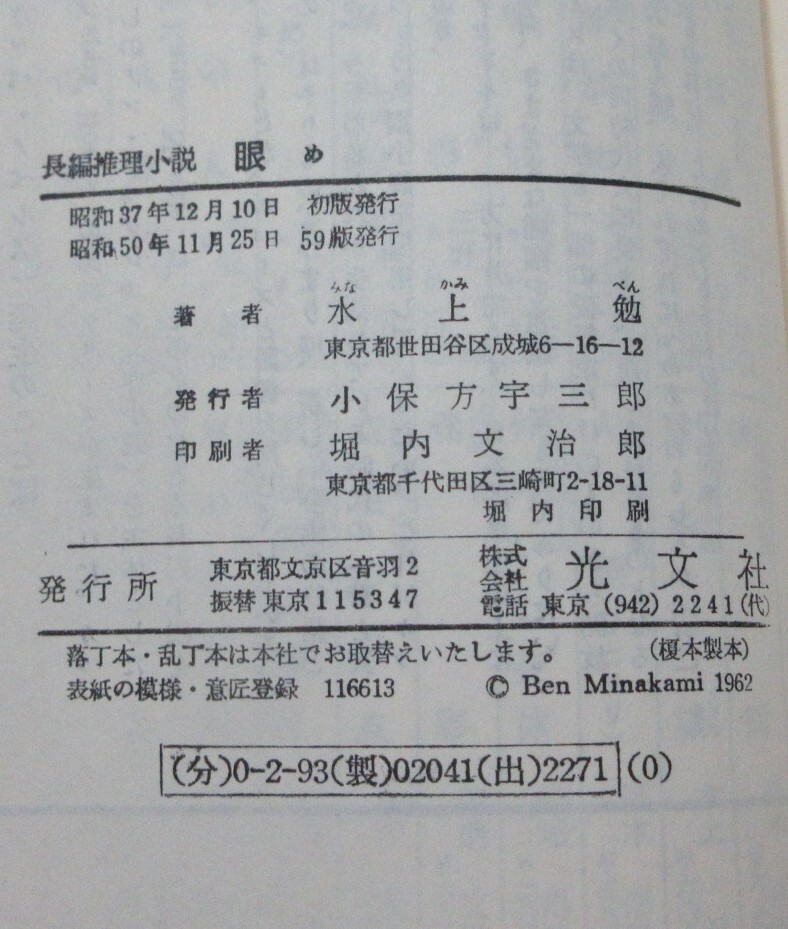 長編推理小説 眼 め
昭和37年12月10日 初版発行
昭和50年11月25日 59版発行
みな かみ べん
著者 水上勉
東京都世田谷区成城6―16―12
発行者 小保方宇三郎
印刷者 堀内文治郎
東京都千代田区三崎町2-18-11
堀内印刷
発行所 東京都文京区音羽2 株式会社 光文社
振替 東京115347 電話 東京 (942) 2241(代)
落丁本・乱丁本は本社でお取替えいたします。 (榎本製本)
表紙の模様・意匠登録 116613 © Ben Minakami 1962
(分)0-2-93(製)02041(出)2271 (0)